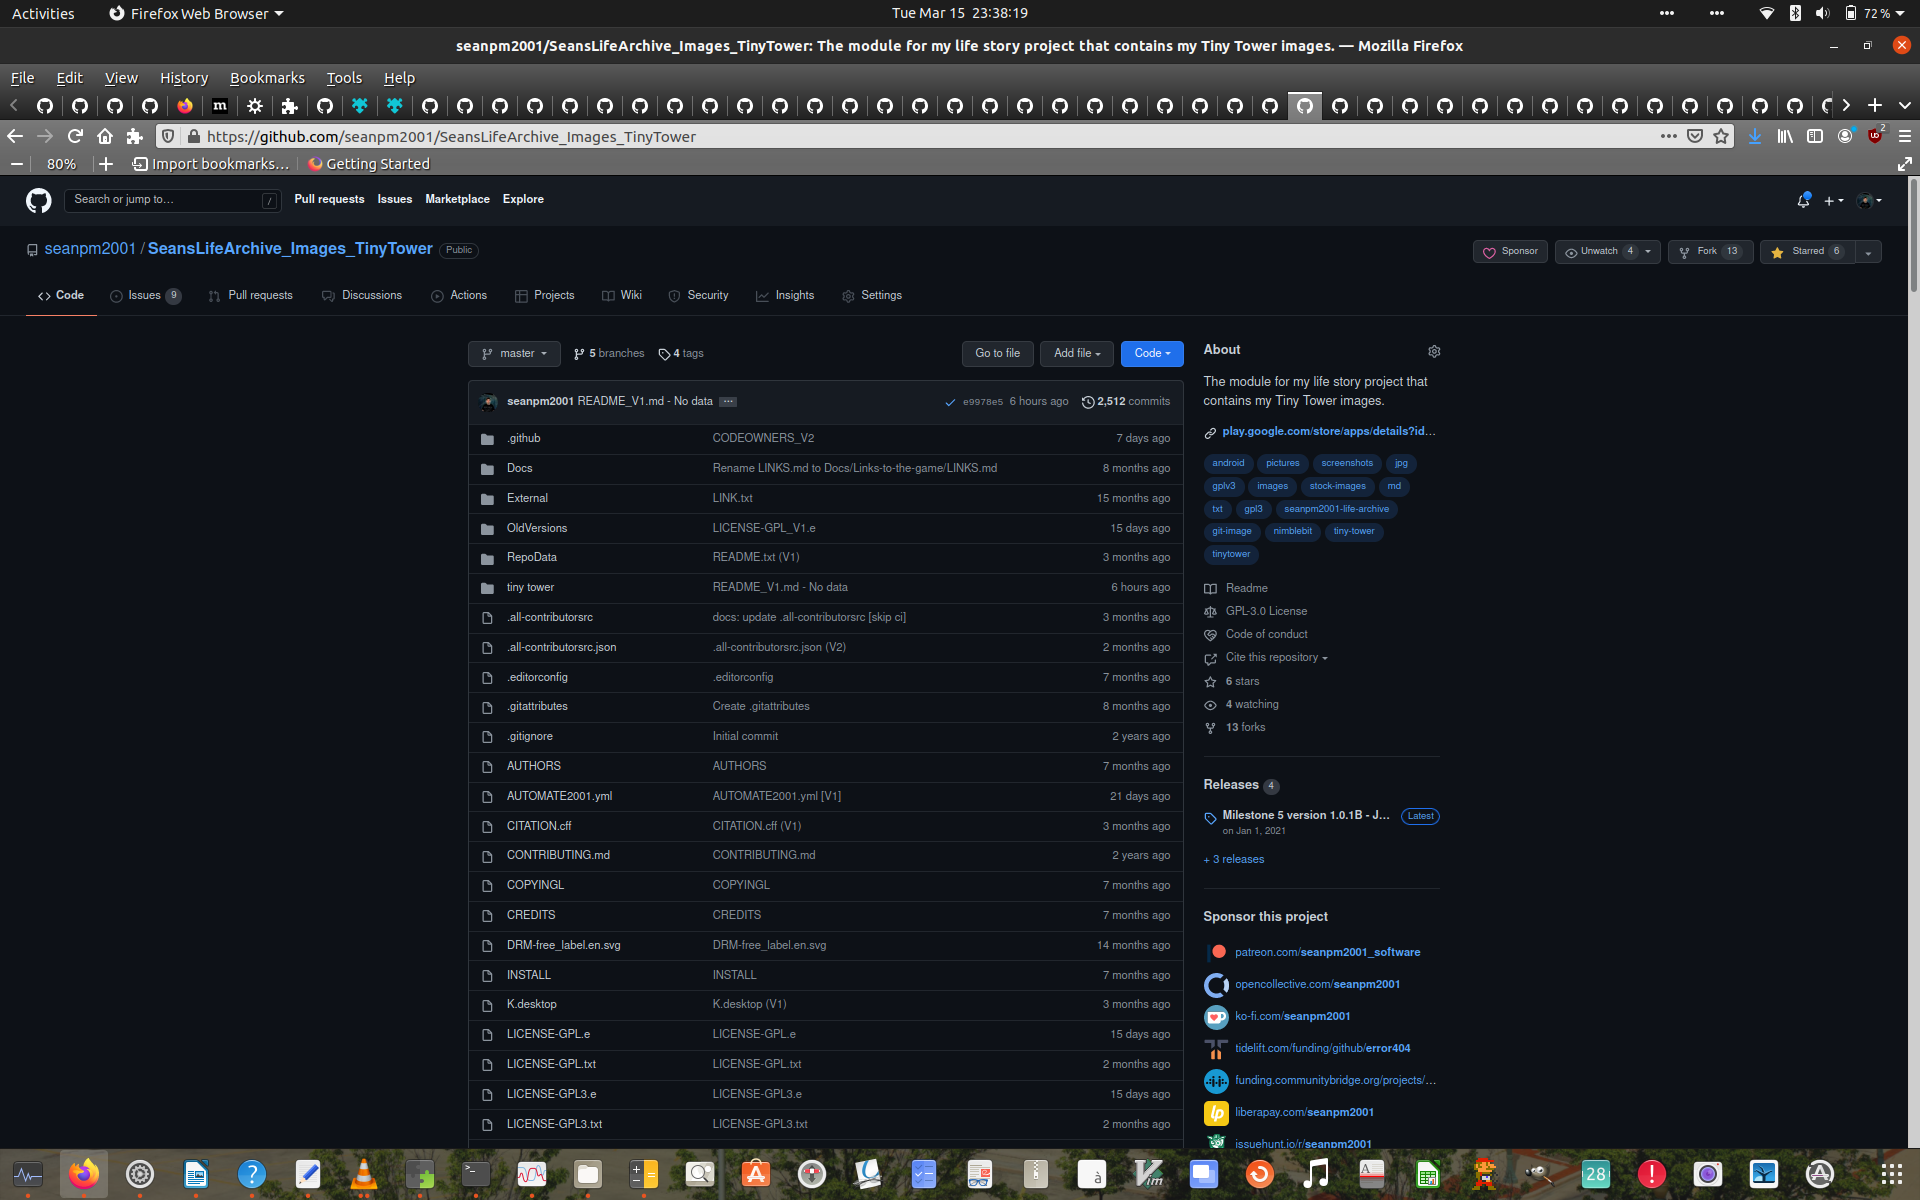 Activities
Firefox Web Browser
Tue Mar 15 23:38:19
72 %
seanpm2001/SeansLifeArchive_Images_TinyTower: The module for my life story project that contains my Tiny Tower images. — Mozilla Firefox
File Edit View History Bookmarks Tools Help
https://github.com/seanpm2001/SeansLifeArchive_Images_TinyTower
2
80%
Import bookmarks…
Getting Started
Search or jump to…
/
Pull requests Issues Marketplace Explore
seanpm2001 / SeansLifeArchive_Images_TinyTower Public
Sponsor
Unwatch 4
Fork 13
Starred 6
Code
Issues 9
Pull requests
Discussions
Actions
Projects
Wiki
Security
Insights
Settings
master
5 branches
4 tags
Go to file
Add file
Code
seanpm2001 README_V1.md - No data … e9978e5 6 hours ago 2,512 commits
.github CODEOWNERS_V2 7 days ago
Docs Rename LINKS.md to Docs/Links-to-the-game/LINKS.md 8 months ago
External LINK.txt 15 months ago
OldVersions LICENSE-GPL_V1.e 15 days ago
RepoData README.txt (V1) 3 months ago
tiny tower README_V1.md - No data 6 hours ago
.all-contributorsrc docs: update .all-contributorsrc [skip ci] 3 months ago
.all-contributorsrc.json .all-contributorsrc.json (V2) 2 months ago
.editorconfig .editorconfig 7 months ago
.gitattributes Create .gitattributes 8 months ago
.gitignore Initial commit 2 years ago
AUTHORS AUTHORS 7 months ago
AUTOMATE2001.yml AUTOMATE2001.yml [V1] 21 days ago
CITATION.cff CITATION.cff (V1) 3 months ago
CONTRIBUTING.md CONTRIBUTING.md 2 years ago
COPYINGL COPYINGL 7 months ago
CREDITS CREDITS 7 months ago
DRM-free_label.en.svg DRM-free_label.en.svg 14 months ago
INSTALL INSTALL 7 months ago
K.desktop K.desktop (V1) 3 months ago
LICENSE-GPL.e LICENSE-GPL.e 15 days ago
LICENSE-GPL.txt LICENSE-GPL.txt 2 months ago
LICENSE-GPL3.e LICENSE-GPL3.e 15 days ago
LICENSE-GPL3.txt LICENSE-GPL3.txt 2 months ago
About
The module for my life story project that
contains my Tiny Tower images.
play.google.com/store/apps/details?id…
android pictures screenshots jpg
gplv3 images stock-images md
txt gpl3 seanpm2001-life-archive
git-image nimblebit tiny-tower
tinytower
Readme
GPL-3.0 License
Code of conduct
Cite this repository
6 stars
4 watching
13 forks
Releases 4
Milestone 5 version 1.0.1B - J… Latest
on Jan 1, 2021
+ 3 releases
Sponsor this project
patreon.com/seanpm2001_software
opencollective.com/seanpm2001
ko-fi.com/seanpm2001
tidelift.com/funding/github/error404
funding.communitybridge.org/projects/…
liberapay.com/seanpm2001
issuehunt.io/r/seanpm2001
28